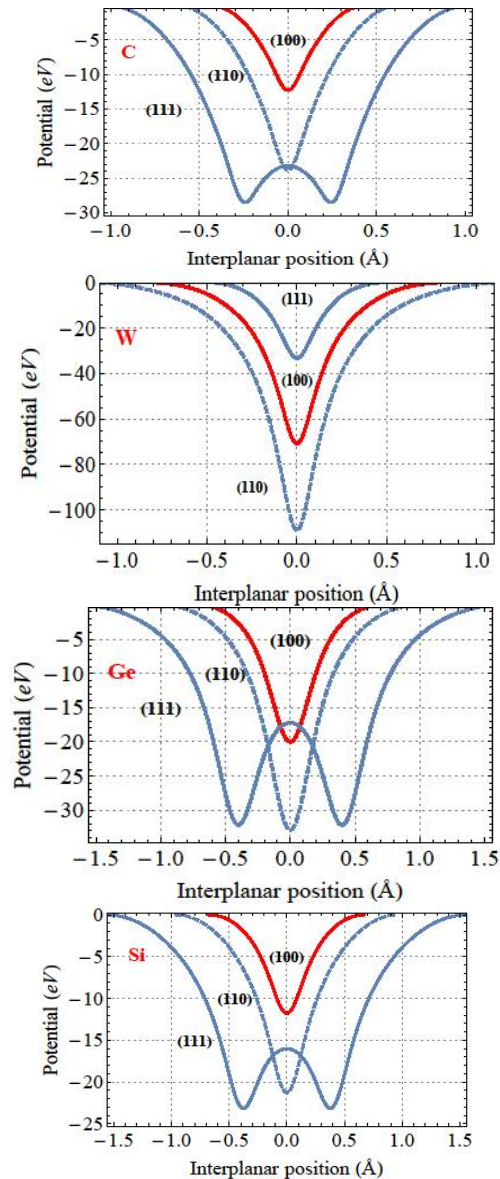 −5
−10
−15
−20
−25
−30
Potential (eV)
C
(100)
(110)
(111)
−1.0 −0.5 0.0 0.5 1.0
Interplanar position (Å)
0
−20
−40
−60
−80
−100
Potential (eV)
W
(111)
(100)
(110)
−1.0 −0.5 0.0 0.5 1.0
Interplanar position (Å)
−5
−10
−15
−20
−25
−30
Potential (eV)
Ge
(100)
(110)
(111)
−1.5 −1.0 −0.5 0.0 0.5 1.0 1.5
Interplanar position (Å)
0
−5
−10
−15
−20
−25
Potential (eV)
Si
(100)
(110)
(111)
−1.5 −1.0 −0.5 0.0 0.5 1.0 1.5
Interplanar position (Å)